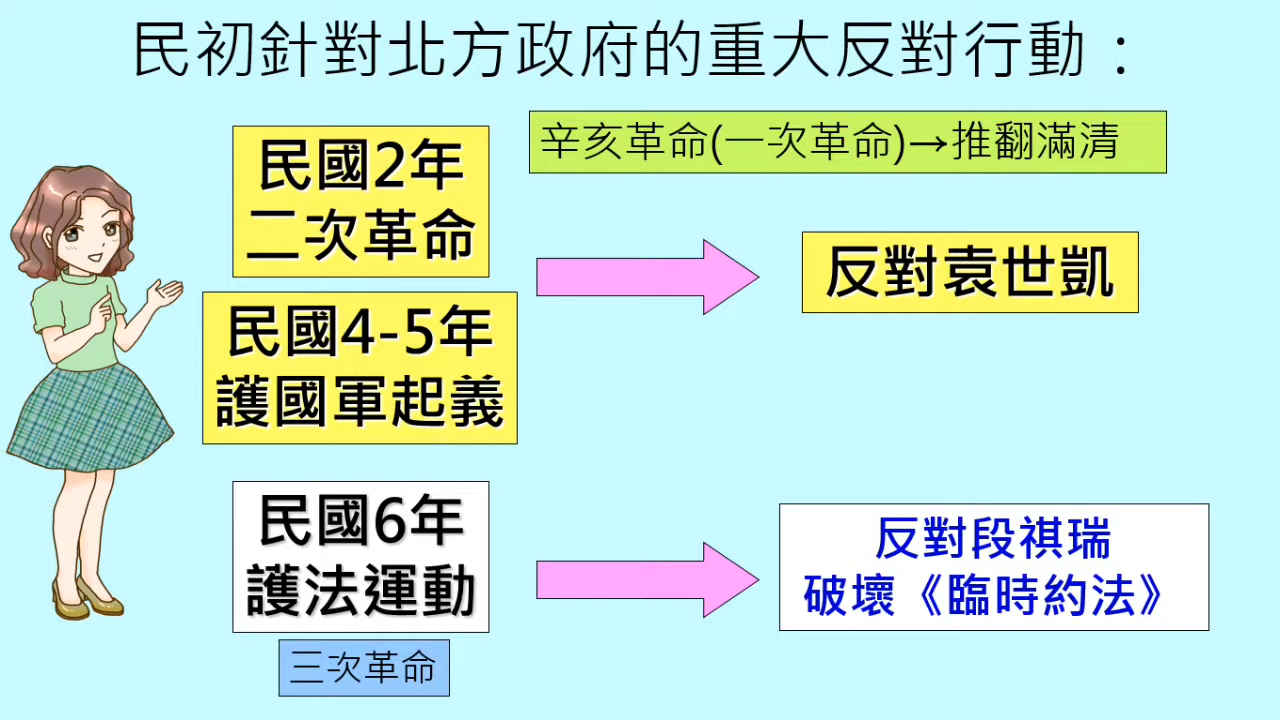 民初針對北方政府的重大反對行動：
辛亥革命(一次革命)→推翻滿清
民國2年
二次革命
反對袁世凱
民國4-5年
護國軍起義
民國6年
護法運動
反對段祺瑞
破壞《臨時約法》
三次革命